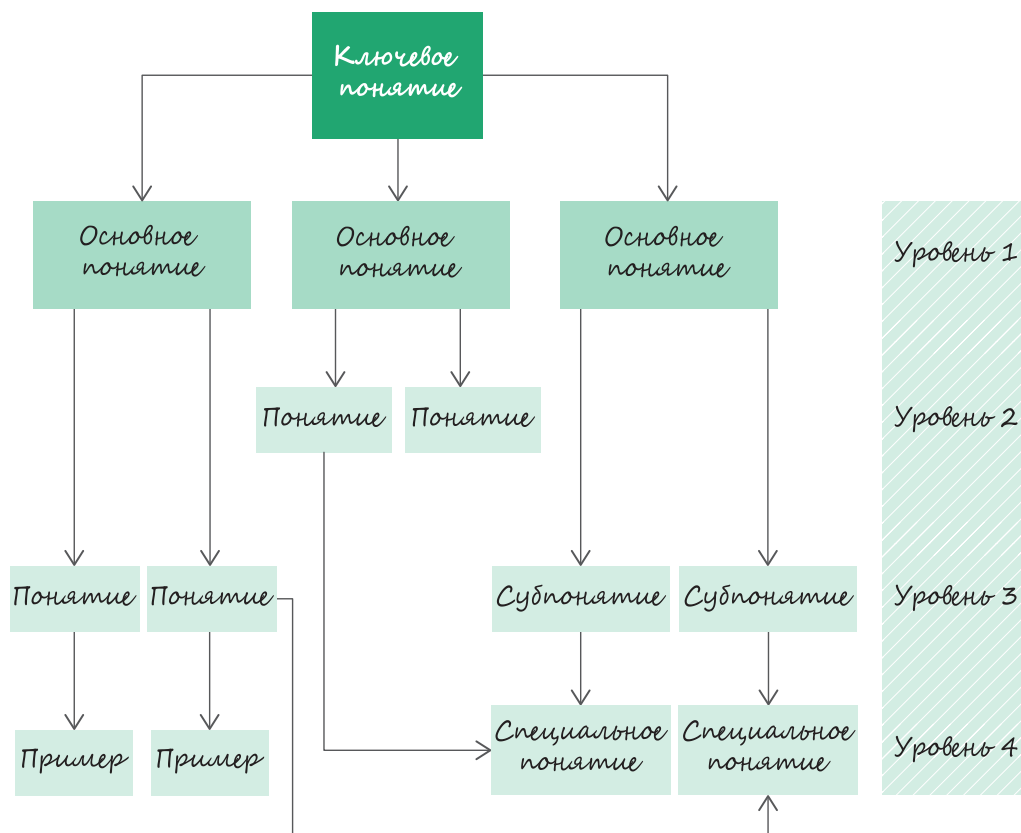 Ключевое
понятие
Основное
понятие
Основное
понятие
Основное
понятие
Уровень 1
Понятие
Понятие
Уровень 2
Понятие
Понятие
Субпонятие
Субпонятие
Уровень 3
Пример
Пример
Специальное
понятие
Специальное
понятие
Уровень 4